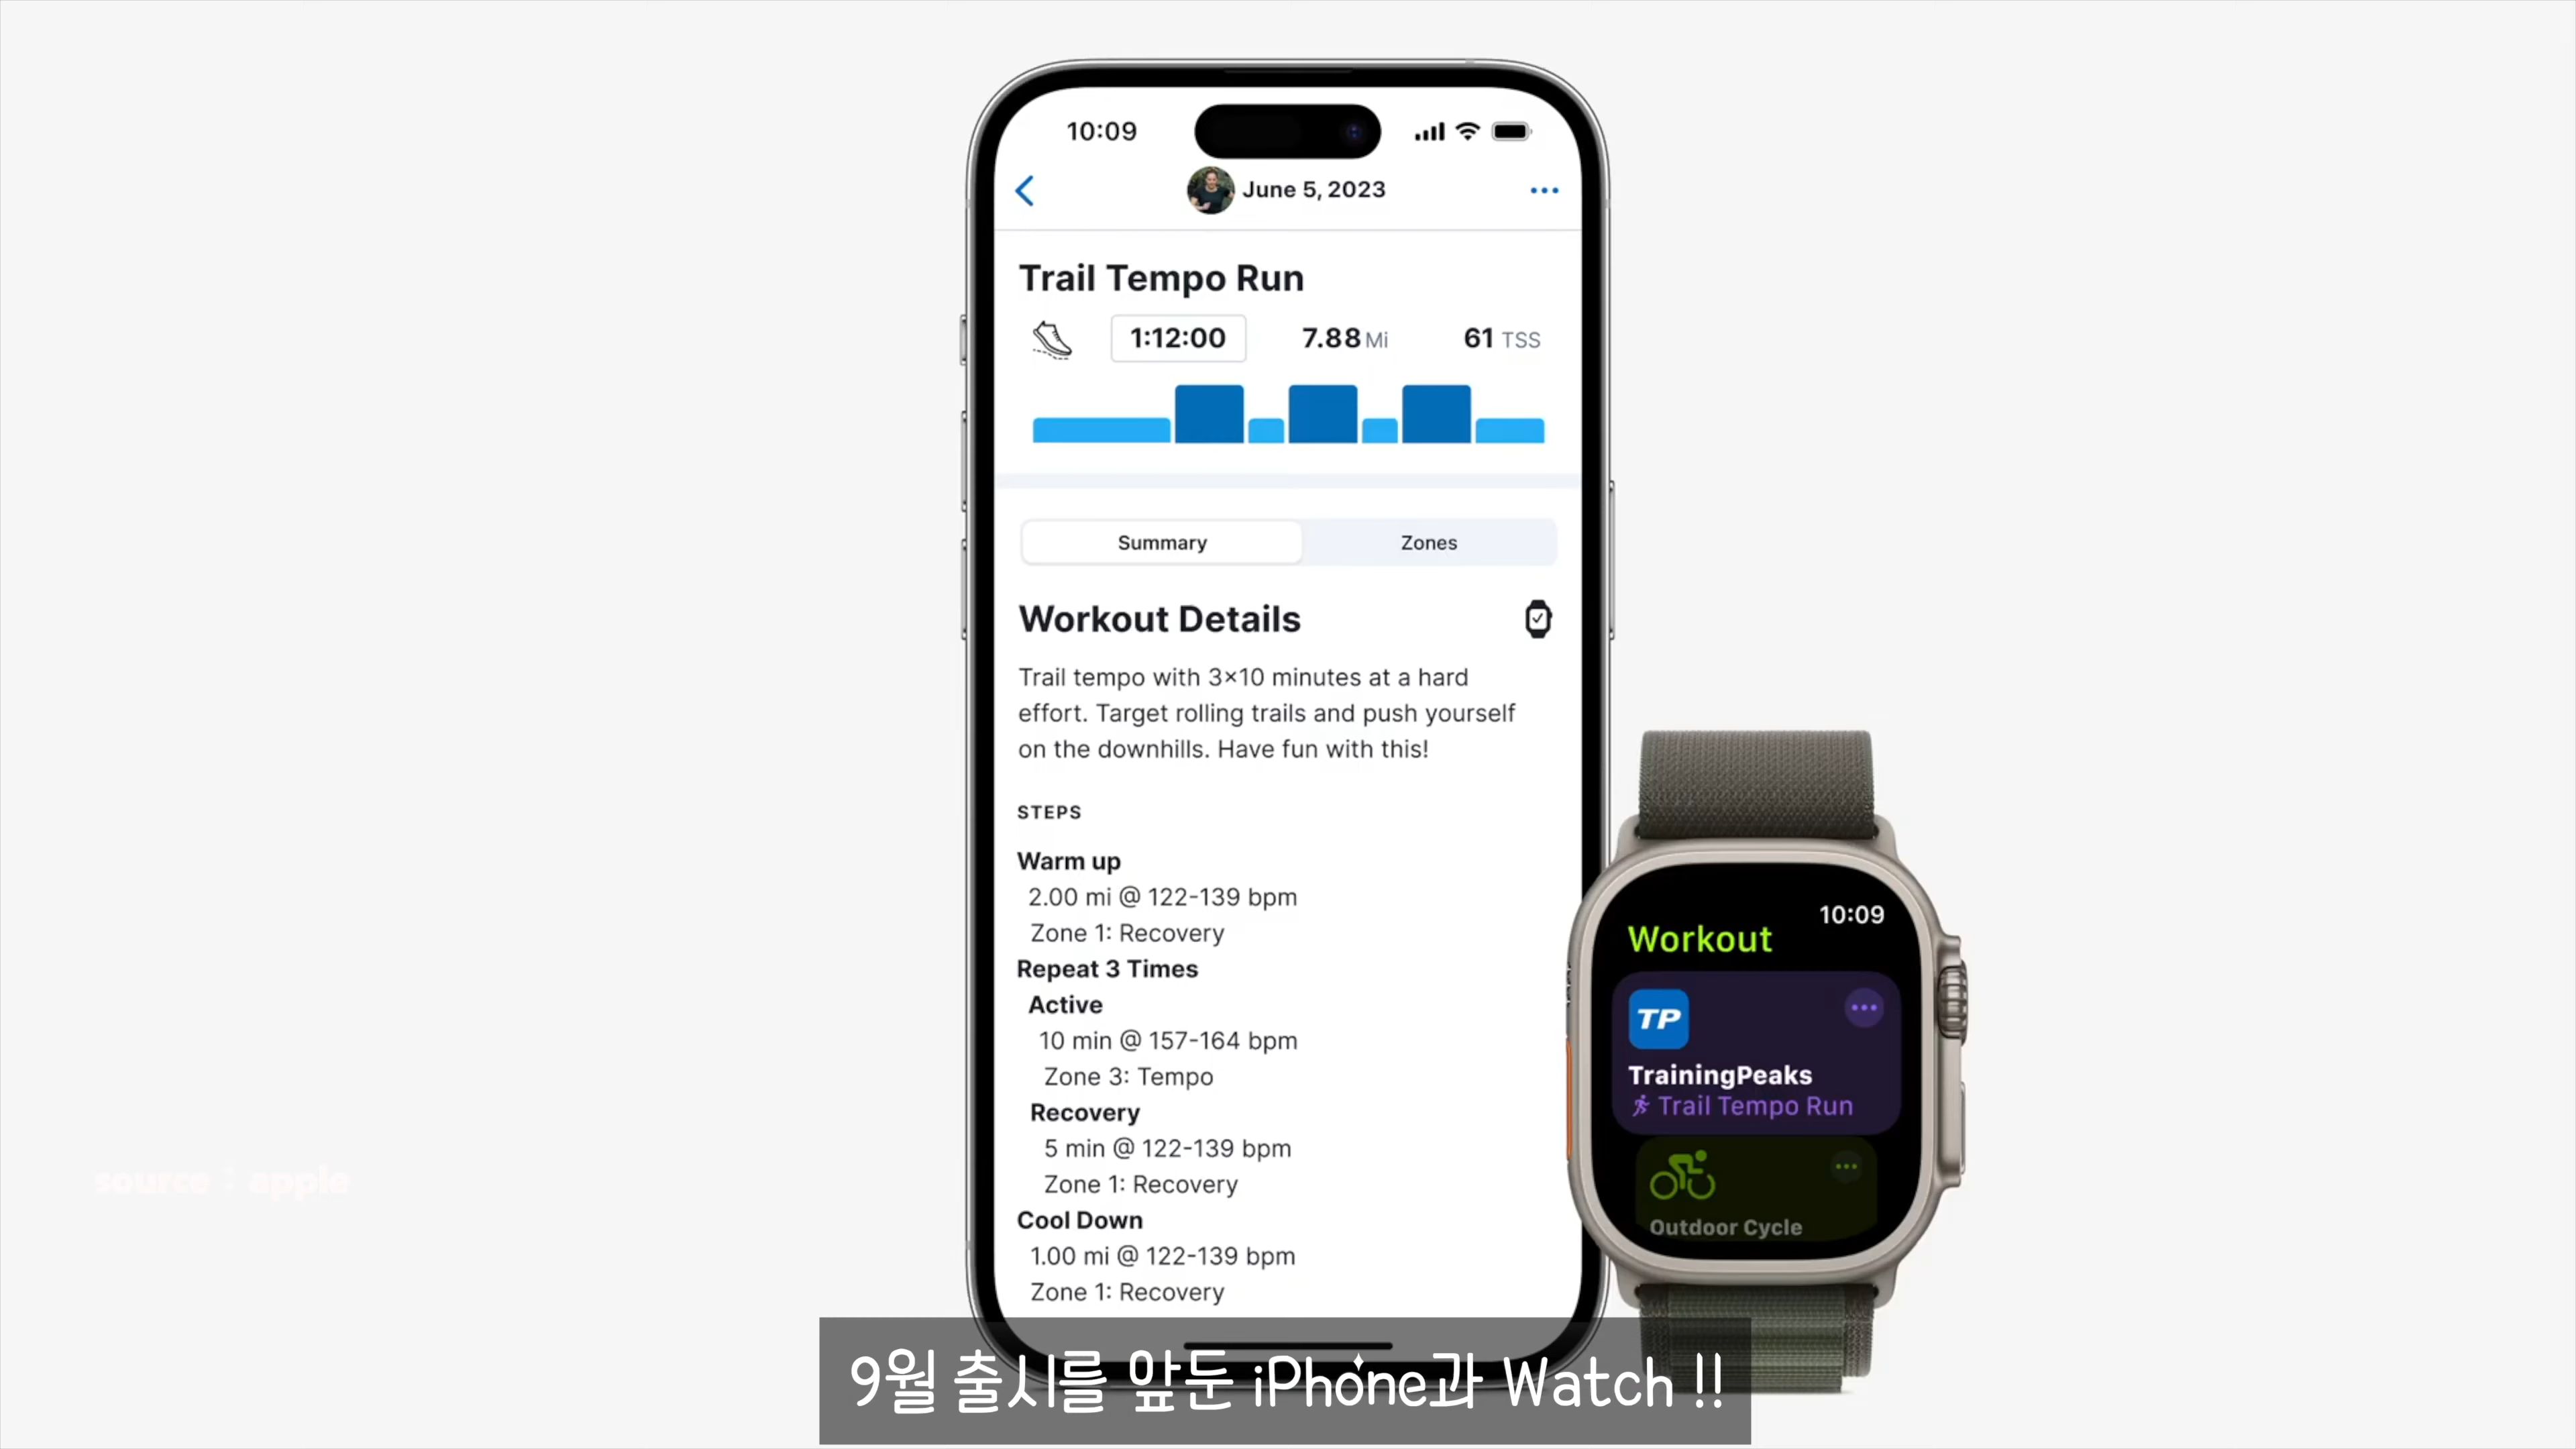 10:09
June 5, 2023
Trail Tempo Run
1:12:00 7.88 Mi 61 TSS
Summary Zones
Workout Details
Trail tempo with 3×10 minutes at a hard
effort. Target rolling trails and push yourself
on the downhills. Have fun with this!
STEPS
Warm up
2.00 mi @ 122-139 bpm
Zone 1: Recovery
Repeat 3 Times
Active
10 min @ 157-164 bpm
Zone 3: Tempo
Recovery
5 min @ 122-139 bpm
Zone 1: Recovery
Cool Down
1.00 mi @ 122-139 bpm
Zone 1: Recovery
10:09
Workout
TP
TrainingPeaks
Trail Tempo Run
Outdoor Cycle
source : apple
9월 출시를 앞둔 iPhone과 Watch !!